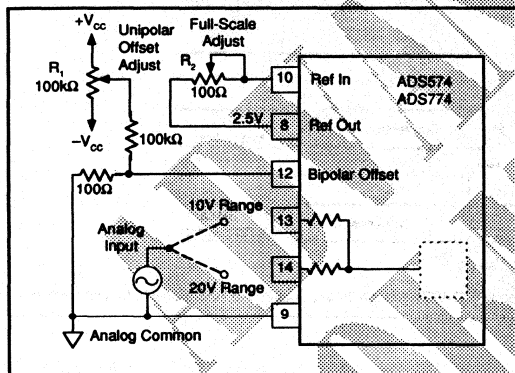 +VCC
Unipolar
Offset
Adjust
R1
100kΩ
–VCC
100kΩ
100Ω
Full-Scale
Adjust
R2
100Ω
2.5V
10 Ref In
8 Ref Out
12 Bipolar Offset
13
14
9
ADS574
ADS774
10V Range
Analog
Input
20V Range
Analog Common